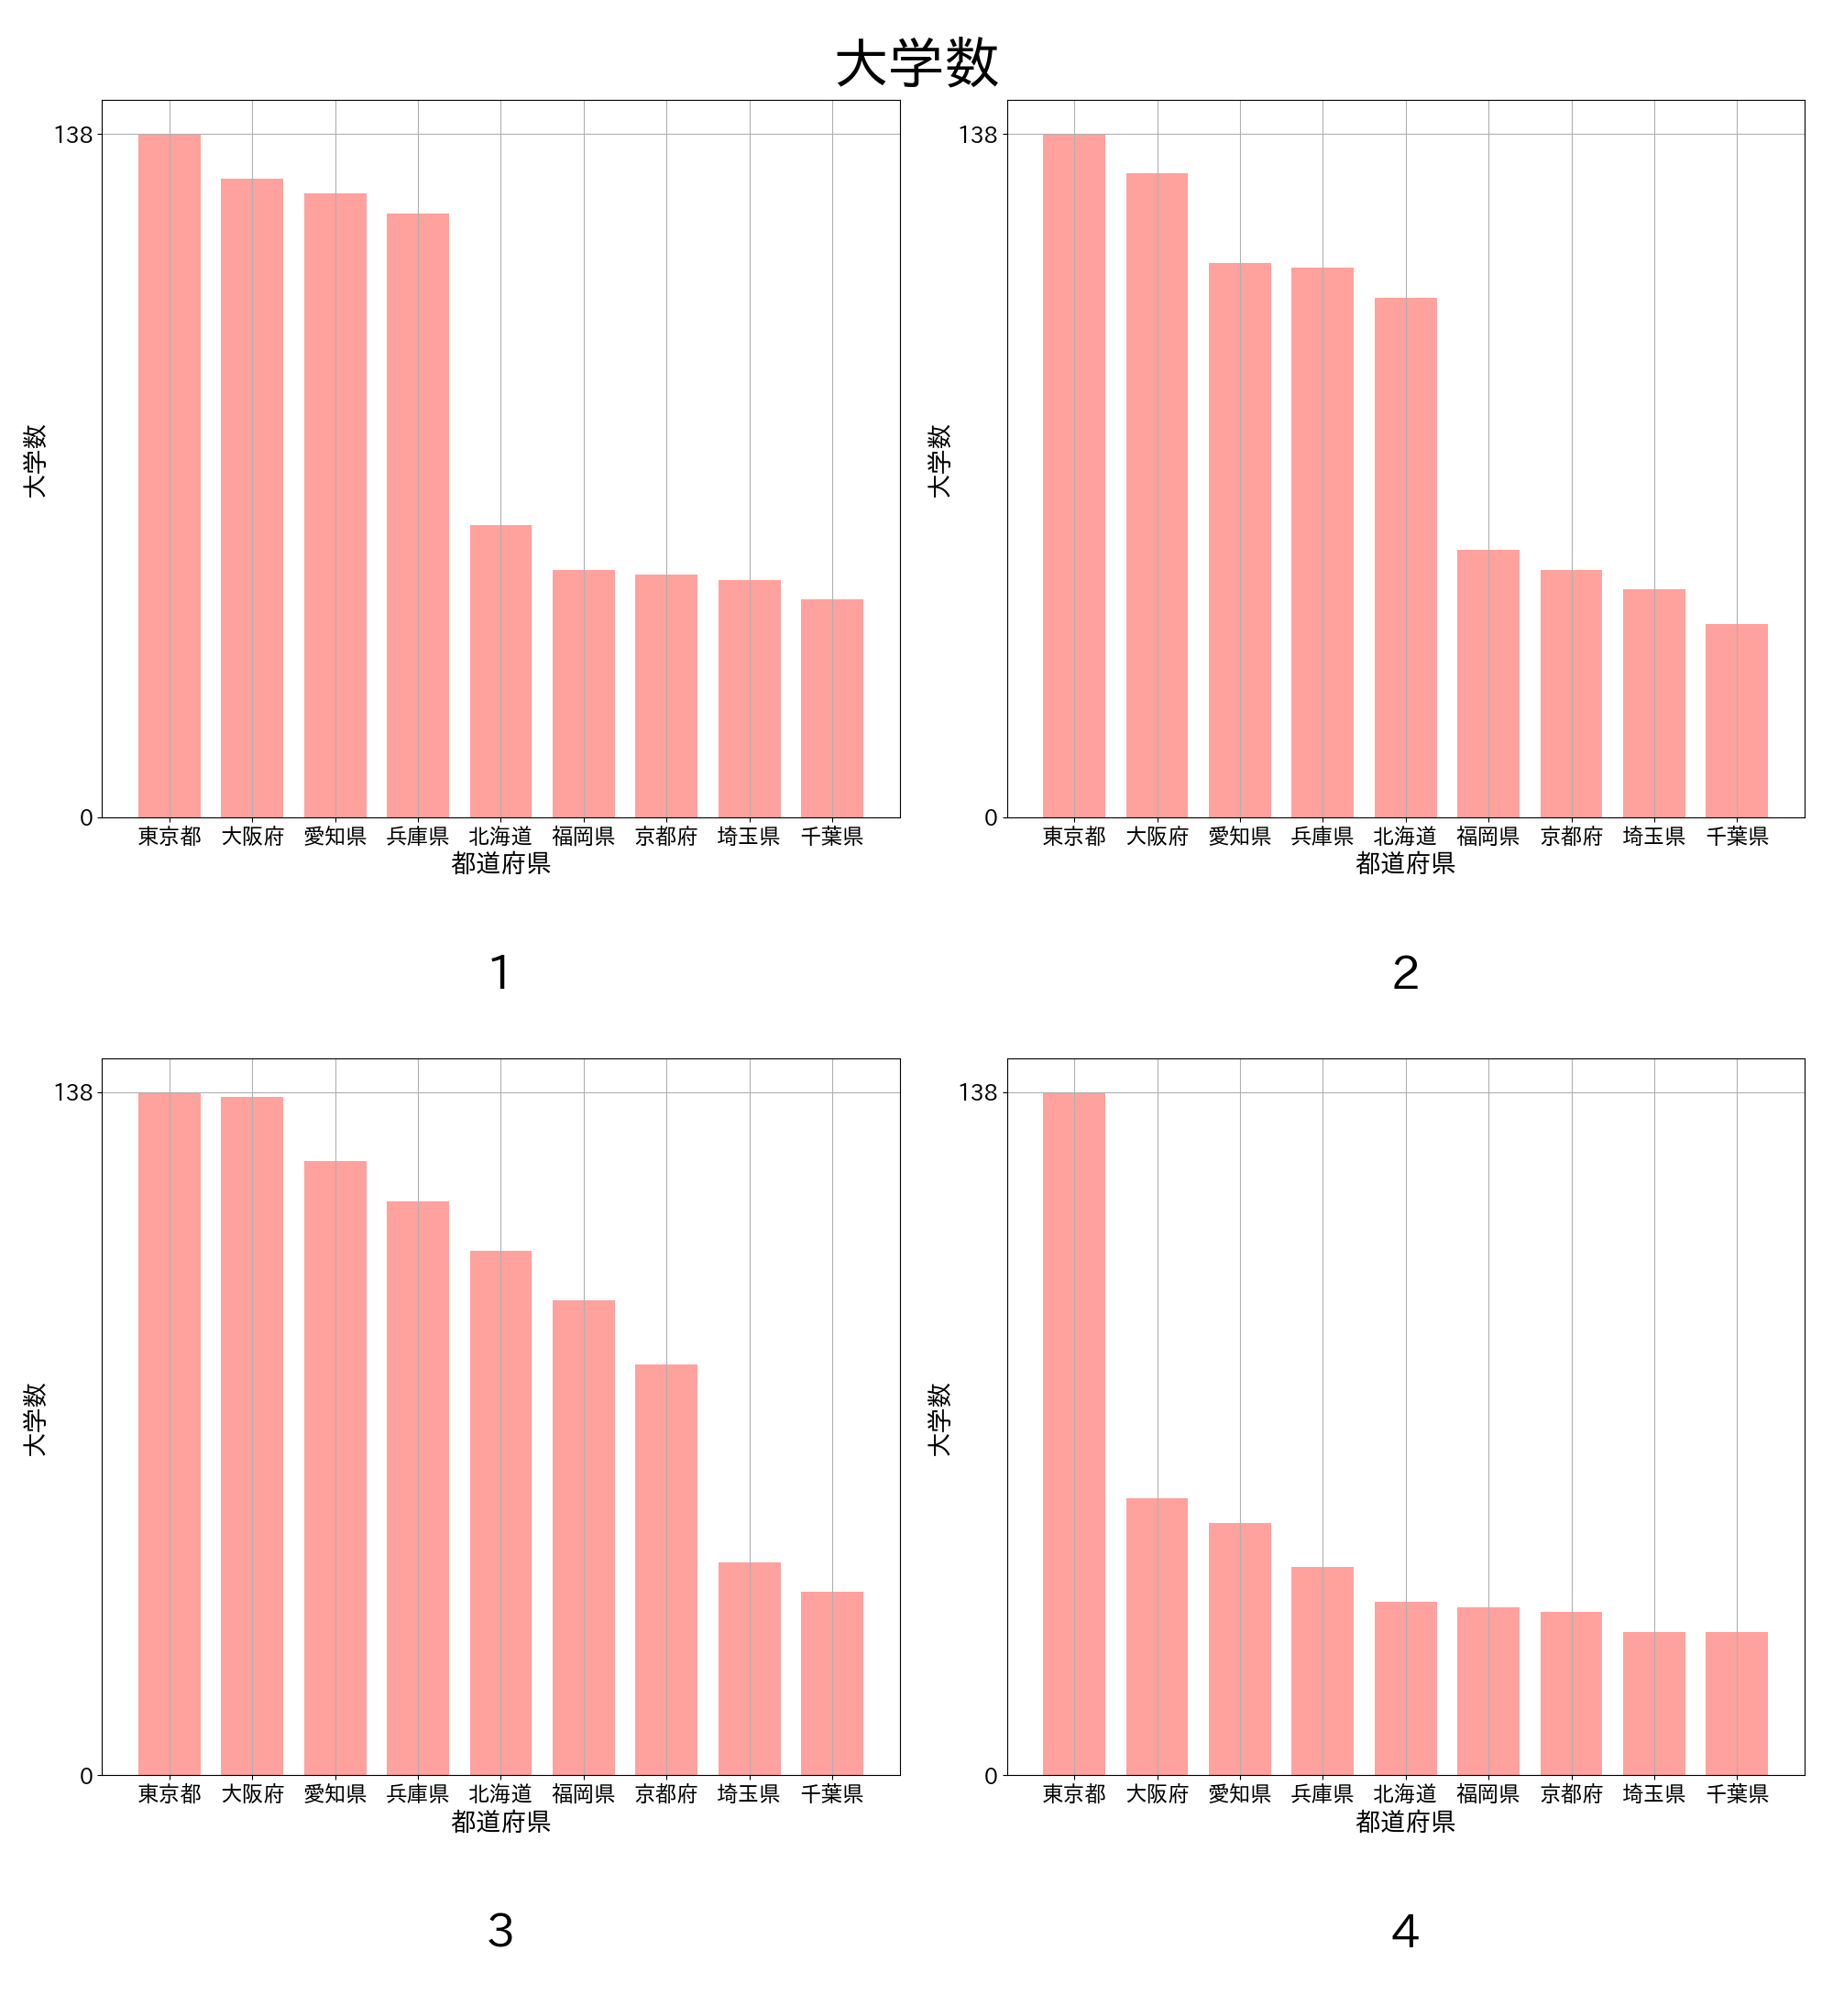 大学数
138
0
大学数
東京都 大阪府 愛知県 兵庫県 北海道 福岡県 京都府 埼玉県 千葉県
都道府県
1
138
0
大学数
東京都 大阪府 愛知県 兵庫県 北海道 福岡県 京都府 埼玉県 千葉県
都道府県
2
138
0
大学数
東京都 大阪府 愛知県 兵庫県 北海道 福岡県 京都府 埼玉県 千葉県
都道府県
3
138
0
大学数
東京都 大阪府 愛知県 兵庫県 北海道 福岡県 京都府 埼玉県 千葉県
都道府県
4